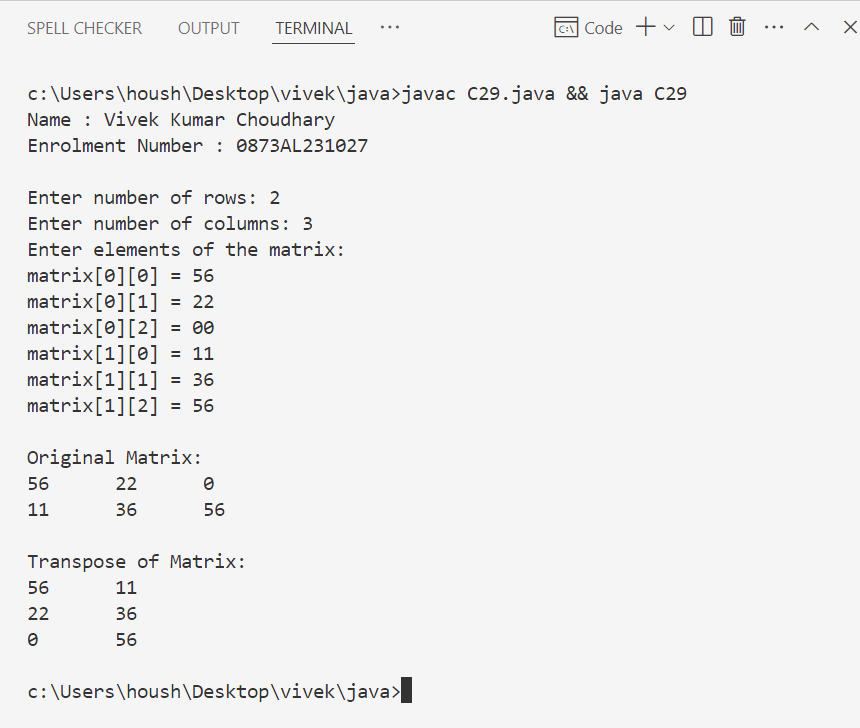 SPELL CHECKER OUTPUT TERMINAL ··· Code ···
c:\Users\housh\Desktop\vivek\java>javac C29.java && java C29
Name : Vivek Kumar Choudhary
Enrolment Number : 0873AL231027
Enter number of rows: 2
Enter number of columns: 3
Enter elements of the matrix:
matrix[0][0] = 56
matrix[0][1] = 22
matrix[0][2] = 00
matrix[1][0] = 11
matrix[1][1] = 36
matrix[1][2] = 56
Original Matrix:
56 22 0
11 36 56
Transpose of Matrix:
56 11
22 36
0 56
c:\Users\housh\Desktop\vivek\java>